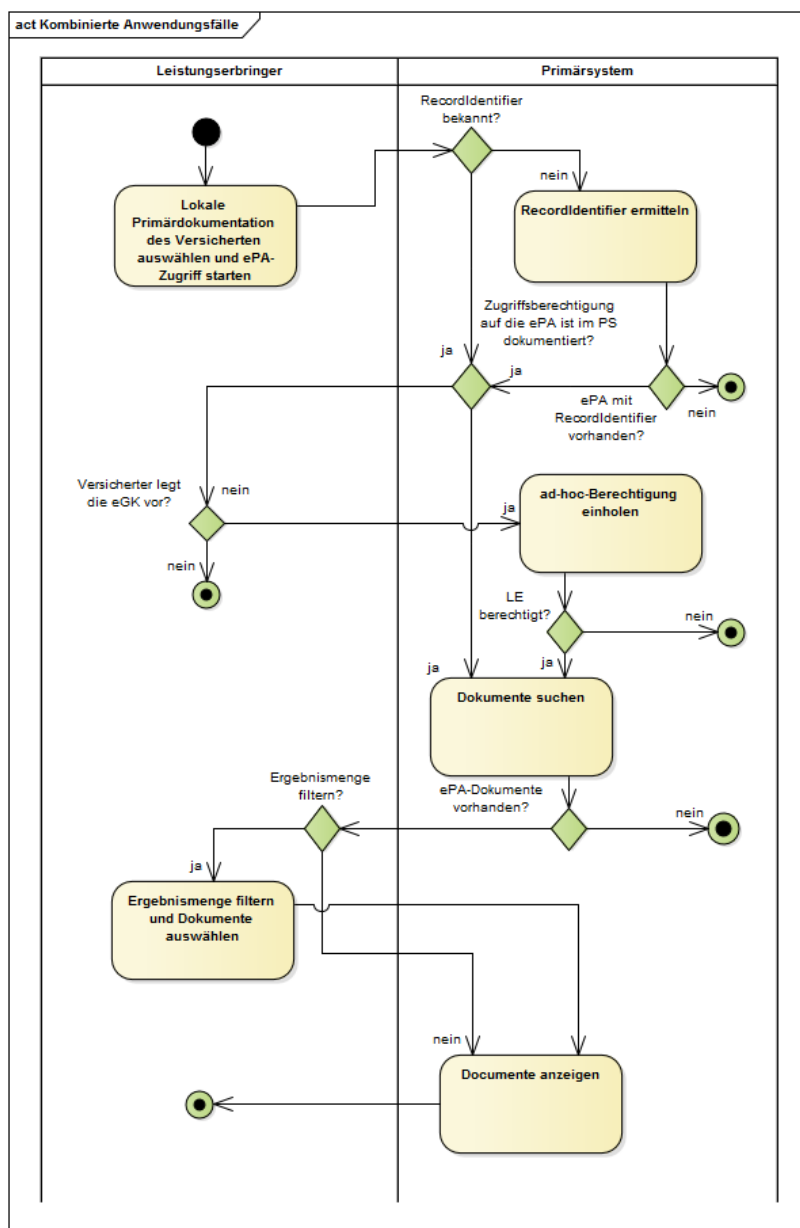 act Kombinierte Anwendungsfälle
Leistungserbringer
Primärsystem
RecordIdentifier
bekannt?
nein
Lokale
Primärdokumentation
des Versicherten
auswählen und ePA-
Zugriff starten
RecordIdentifier ermitteln
Zugriffsberechtigung
auf die ePA ist im PS
dokumentiert?
ja
ja
ePA mit
RecordIdentifier
vorhanden?
nein
Versicherter legt
die eGK vor?
nein
ad-hoc-Berechtigung
einholen
ja
nein
LE
berechtigt?
nein
ja
ja
Dokumente suchen
Ergebnismenge
filtern?
ePA-Dokumente
vorhanden?
nein
ja
Ergebnismenge filtern
und Dokumente
auswählen
nein
Documente anzeigen